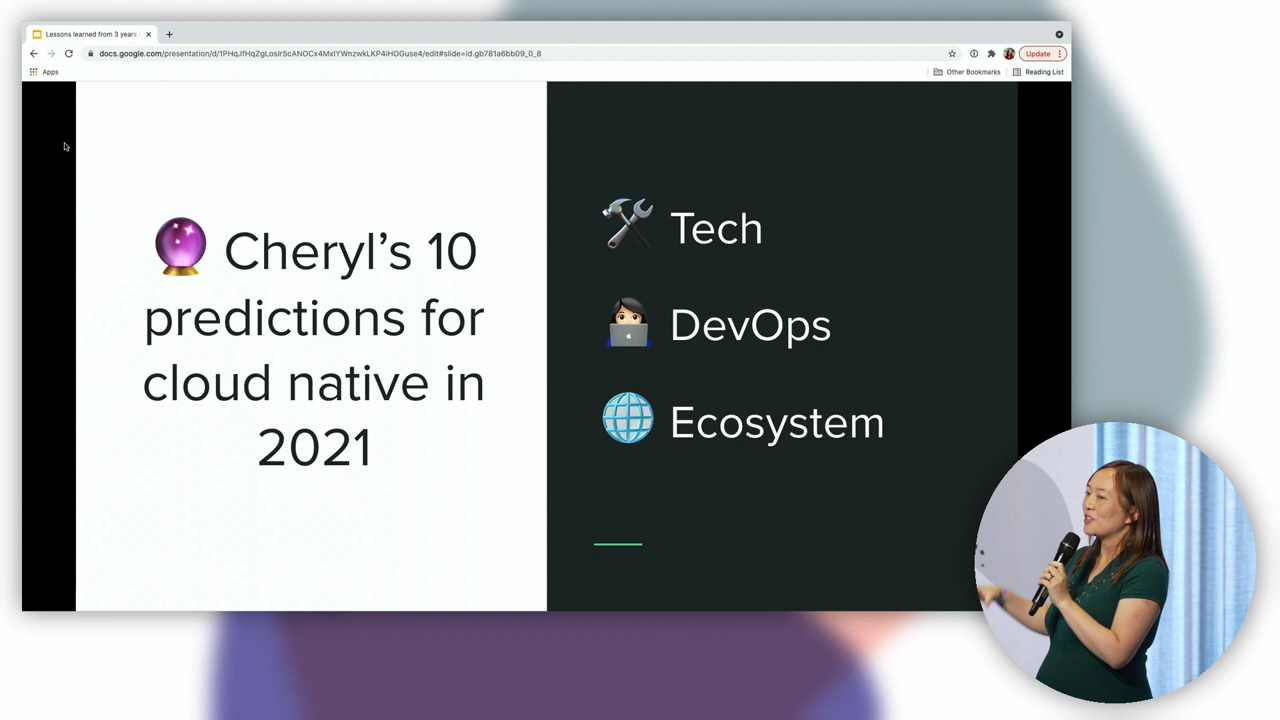 Lessons learned from 3 years
docs.google.com/presentation/d/1PHqJfHqZgLosIr5cANOCx4MxIYWnzwkLKP4iHOGuse4/edit#slide=id.gb781a6bb09_0_8
Update
Apps
Other Bookmarks
Reading List
Cheryl’s 10
predictions for
cloud native in
2021
Tech
DevOps
Ecosystem